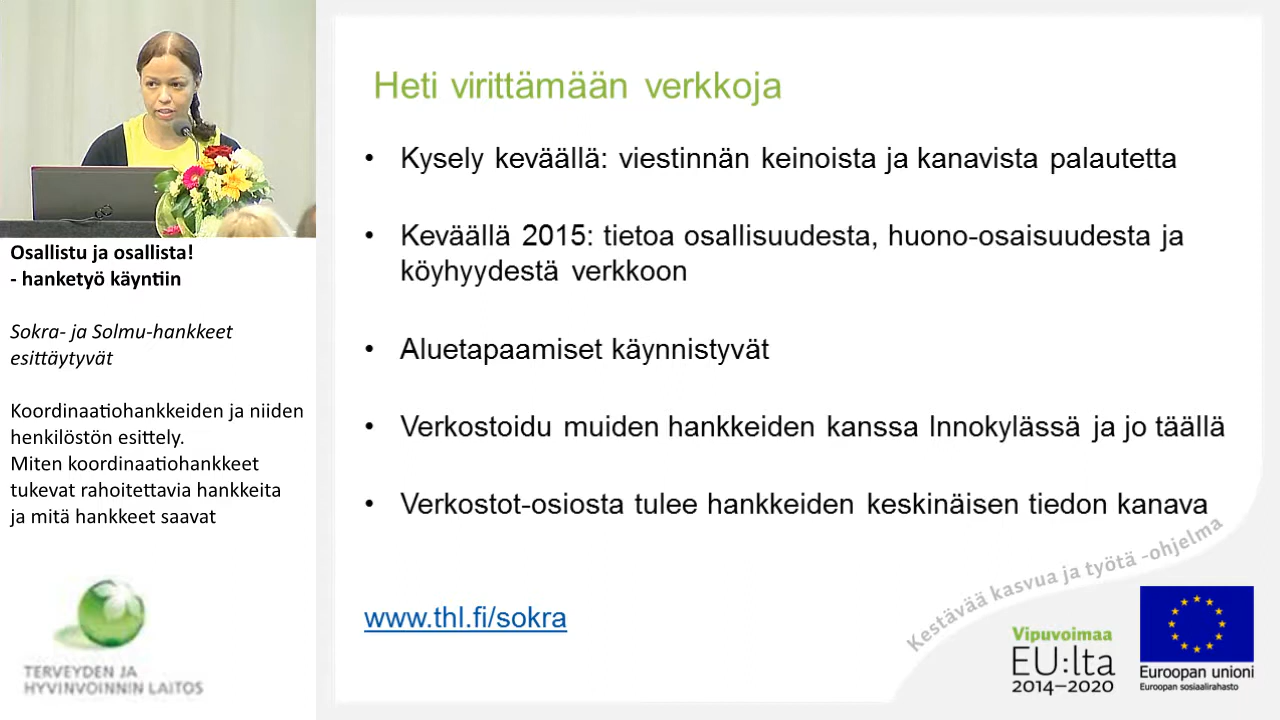 Osallistu ja osallista!
- hanketyö käyntiin
Sokra- ja Solmu-hankkeet
esittäytyvät
Koordinaatiohankkeiden ja niiden
henkilöstön esittely.
Miten koordinaatiohankkeet
tukevat rahoitettavia hankkeita
ja mitä hankkeet saavat
TERVEYDEN JA
HYVINVOINNIN LAITOS
Heti virittämään verkkoja
• Kysely keväällä: viestinnän keinoista ja kanavista palautetta
• Keväällä 2015: tietoa osallisuudesta, huono-osaisuudesta ja
köyhyydestä verkkoon
• Aluetapaamiset käynnistyvät
• Verkostoidu muiden hankkeiden kanssa Innokylässä ja jo täällä
• Verkostot-osiosta tulee hankkeiden keskinäisen tiedon kanava
www.thl.fi/sokra
Kestävää kasvua ja työtä -ohjelma
Vipuvoimaa
EU:lta
2014–2020
Euroopan unioni
Euroopan sosiaalirahasto